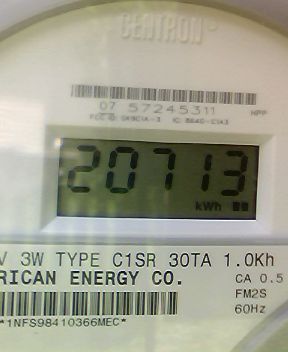 CENTRON®
07 57245311
20713
kWh
V 3W TYPE C1SR 30TA 1.0Kh
RICAN ENERGY CO.
CA 0.5
FM2S
60Hz
*1NFS98410366MEC*